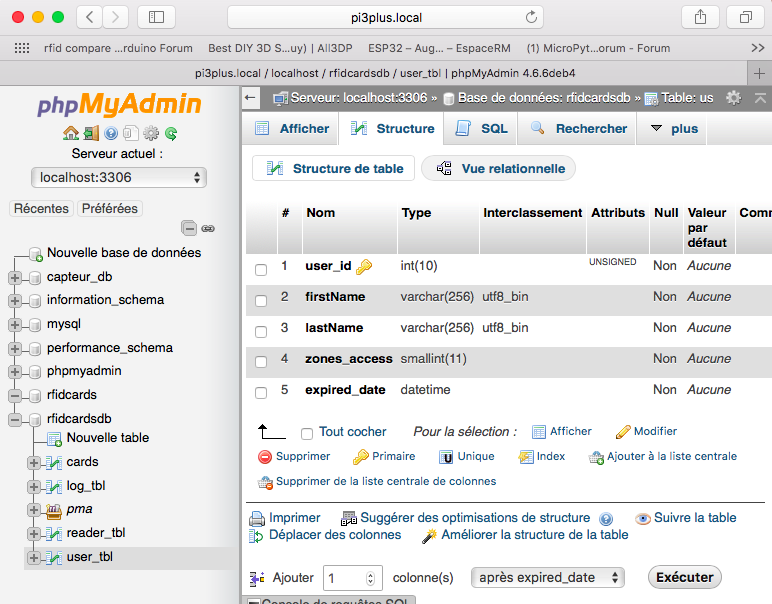 pi3plus.local
rfid compare ...rduino Forum Best DIY 3D S...uy) | All3DP ESP32 – Aug... – EspaceRM (1) MicroPyt...orum - Forum
pi3plus.local / localhost / rfidcardsdb / user_tbl | phpMyAdmin 4.6.6deb4
phpMyAdmin
Serveur actuel :
localhost:3306
Récentes Préférées
Nouvelle base de données
capteur_db
information_schema
mysql
performance_schema
phpmyadmin
rfidcards
rfidcardsdb
Nouvelle table
cards
log_tbl
pma
reader_tbl
user_tbl
Serveur: localhost:3306 » Base de données: rfidcardsdb » Table: us
Afficher Structure SQL Rechercher plus
Structure de table Vue relationnelle
# Nom Type Interclassement Attributs Null Valeur par défaut Comm
1 user_id int(10) UNSIGNED Non Aucune
2 firstName varchar(256) utf8_bin Non Aucune
3 lastName varchar(256) utf8_bin Non Aucune
4 zones_access smallint(11) Non Aucune
5 expired_date datetime Non Aucune
Tout cocher Pour la sélection : Afficher Modifier
Supprimer Primaire Unique Index Ajouter à la liste centrale
Supprimer de la liste centrale de colonnes
Imprimer Suggérer des optimisations de structure Suivre la table
Déplacer des colonnes Améliorer la structure de la table
Ajouter 1 colonne(s) après expired_date Exécuter
Console de requêtes SQL